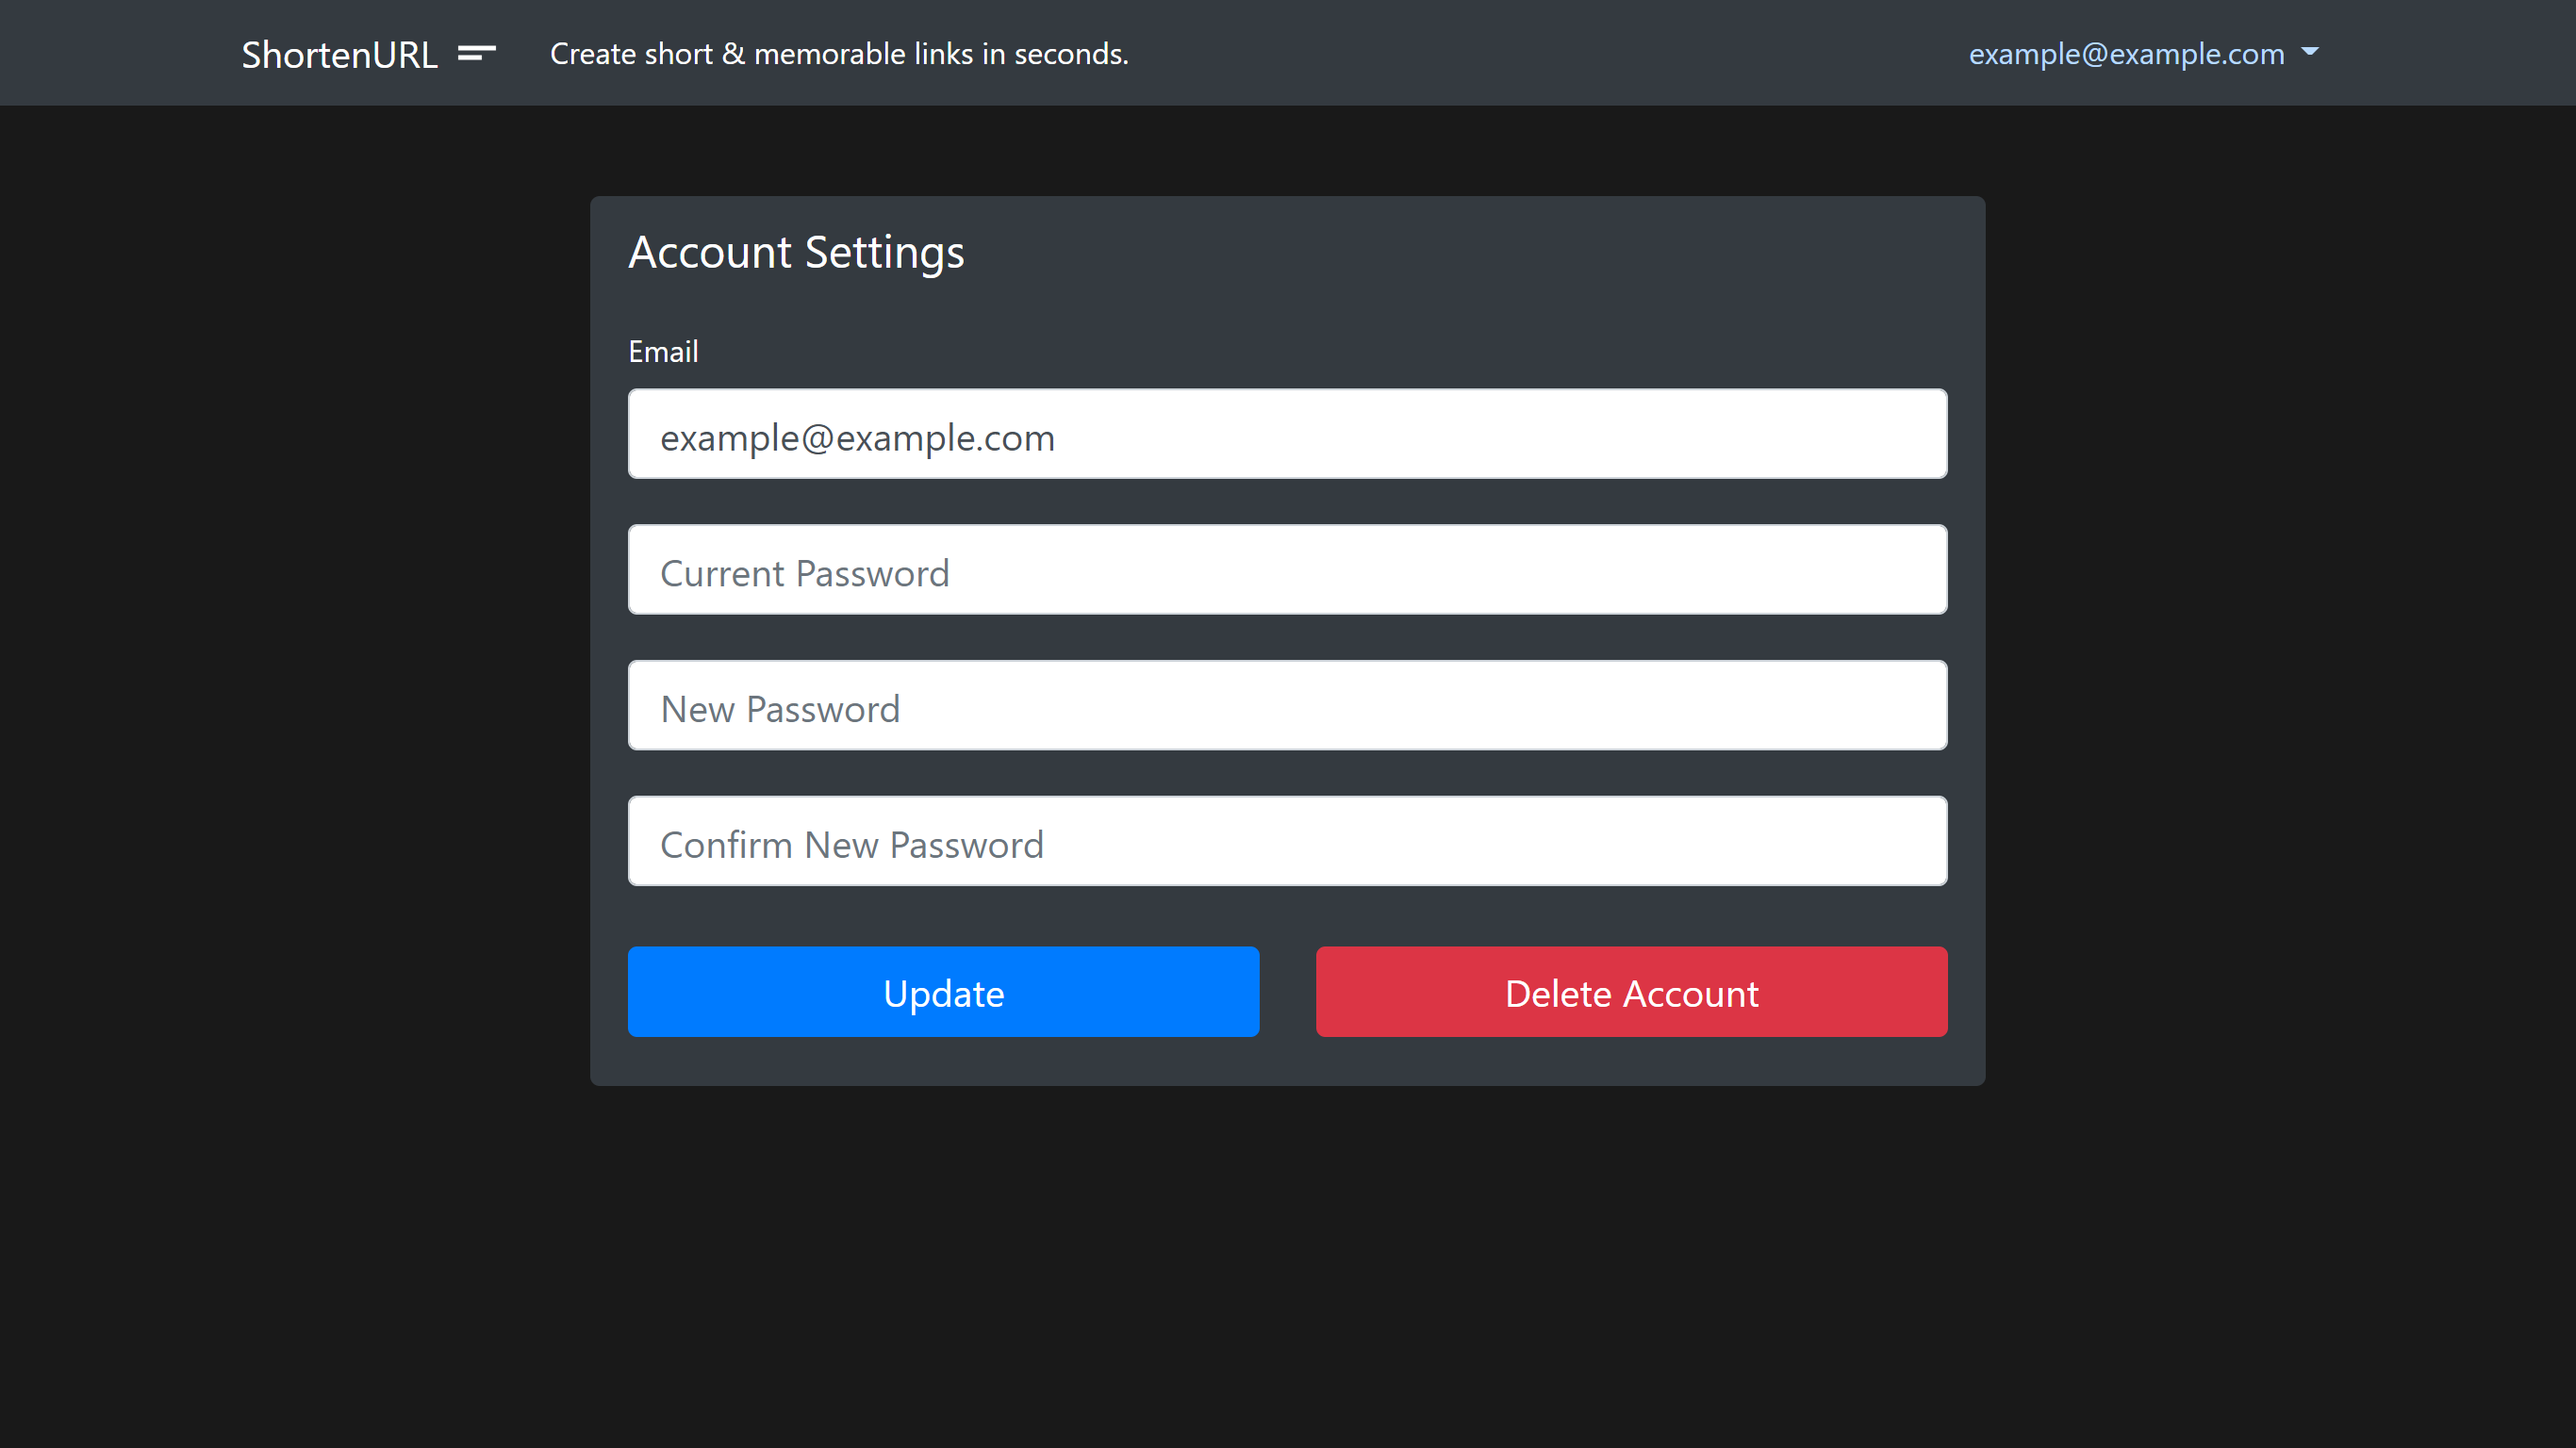 ShortenURL Create short & memorable links in seconds. example@example.com
Account Settings
Email
example@example.com
Current Password
New Password
Confirm New Password
Update Delete Account